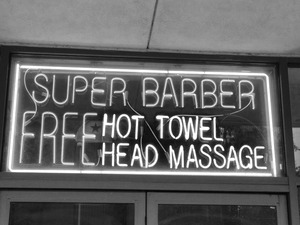 SUPER BARBER
FREE HOT TOWEL
HEAD MASSAGE